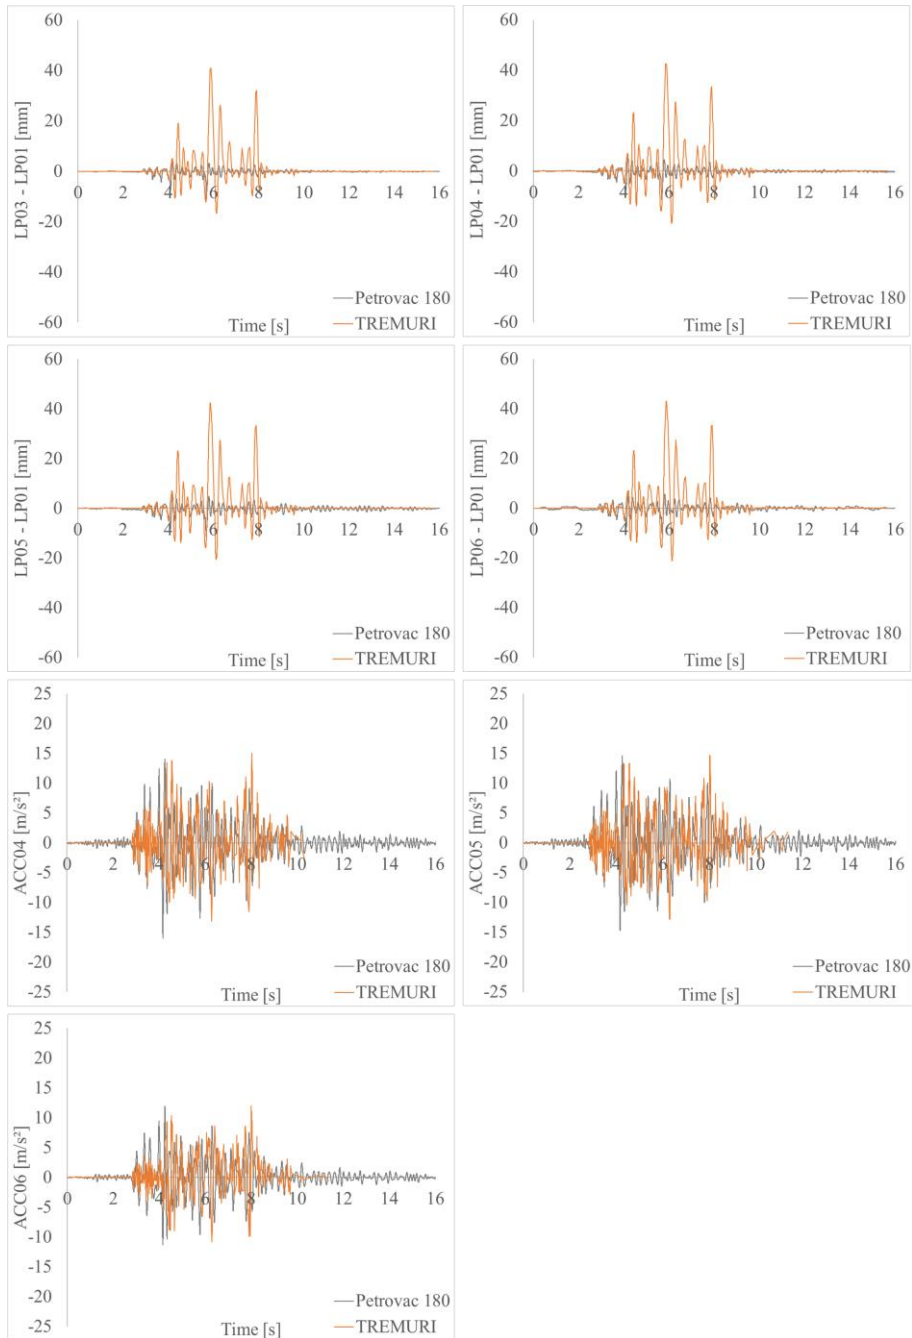 60
40
20
0
-20
-40
-60
0 2 4 6 8 10 12 14 16
LP03 - LP01 [mm]
Time [s]
Petrovac 180
TREMURI
60
40
20
0
-20
-40
-60
0 2 4 6 8 10 12 14 16
LP04 - LP01 [mm]
Time [s]
Petrovac 180
TREMURI
60
40
20
0
-20
-40
-60
0 2 4 6 8 10 12 14 16
LP05 - LP01 [mm]
Time [s]
Petrovac 180
TREMURI
60
40
20
0
-20
-40
-60
0 2 4 6 8 10 12 14 16
LP06 - LP01 [mm]
Time [s]
Petrovac 180
TREMURI
25
20
15
10
5
0
-5
-10
-15
-20
-25
0 2 4 6 8 10 12 14 16
ACC04 [m/s²]
Time [s]
Petrovac 180
TREMURI
25
20
15
10
5
0
-5
-10
-15
-20
-25
0 2 4 6 8 10 12 14 16
ACC05 [m/s²]
Time [s]
Petrovac 180
TREMURI
25
20
15
10
5
0
-5
-10
-15
-20
-25
0 2 4 6 8 10 12 14 16
ACC06 [m/s²]
Time [s]
Petrovac 180
TREMURI